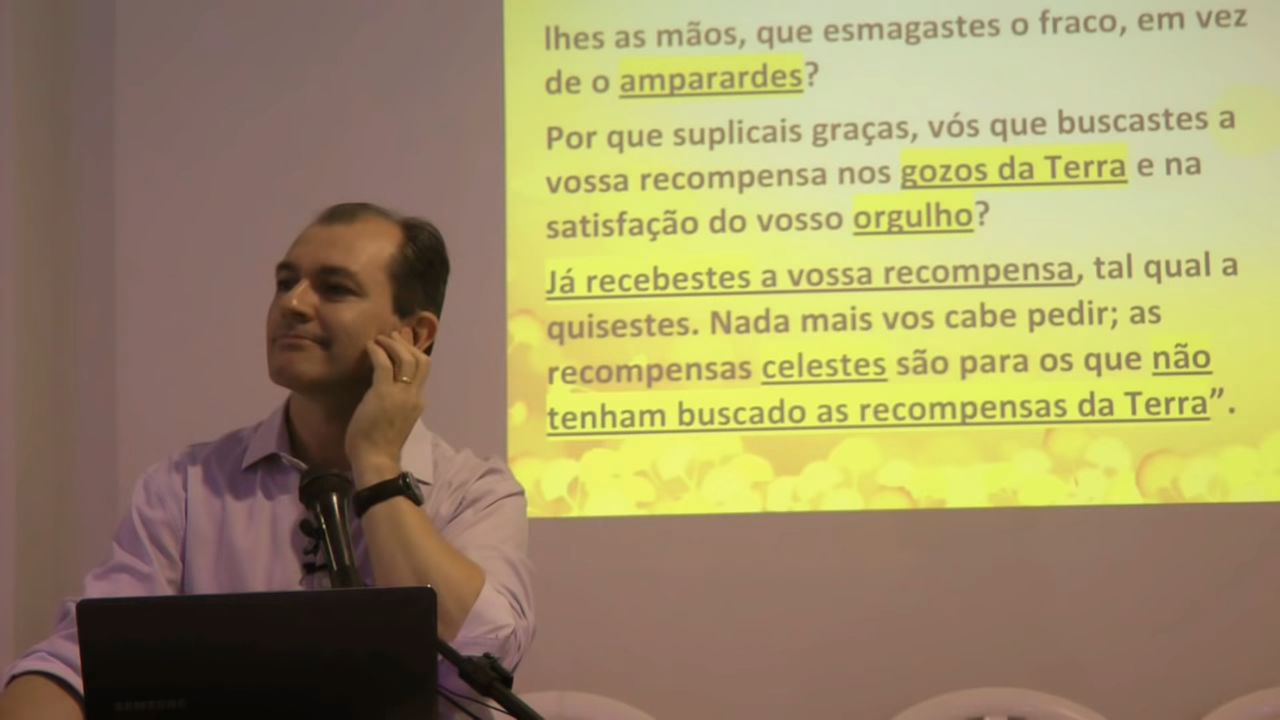 lhes as mãos, que esmagastes o fraco, em vez
de o amparardes?
Por que suplicais graças, vós que buscastes a
vossa recompensa nos gozos da Terra e na
satisfação do vosso orgulho?
Já recebestes a vossa recompensa, tal qual a
quisestes. Nada mais vos cabe pedir; as
recompensas celestes são para os que não
tenham buscado as recompensas da Terra”.
SAMSUNG